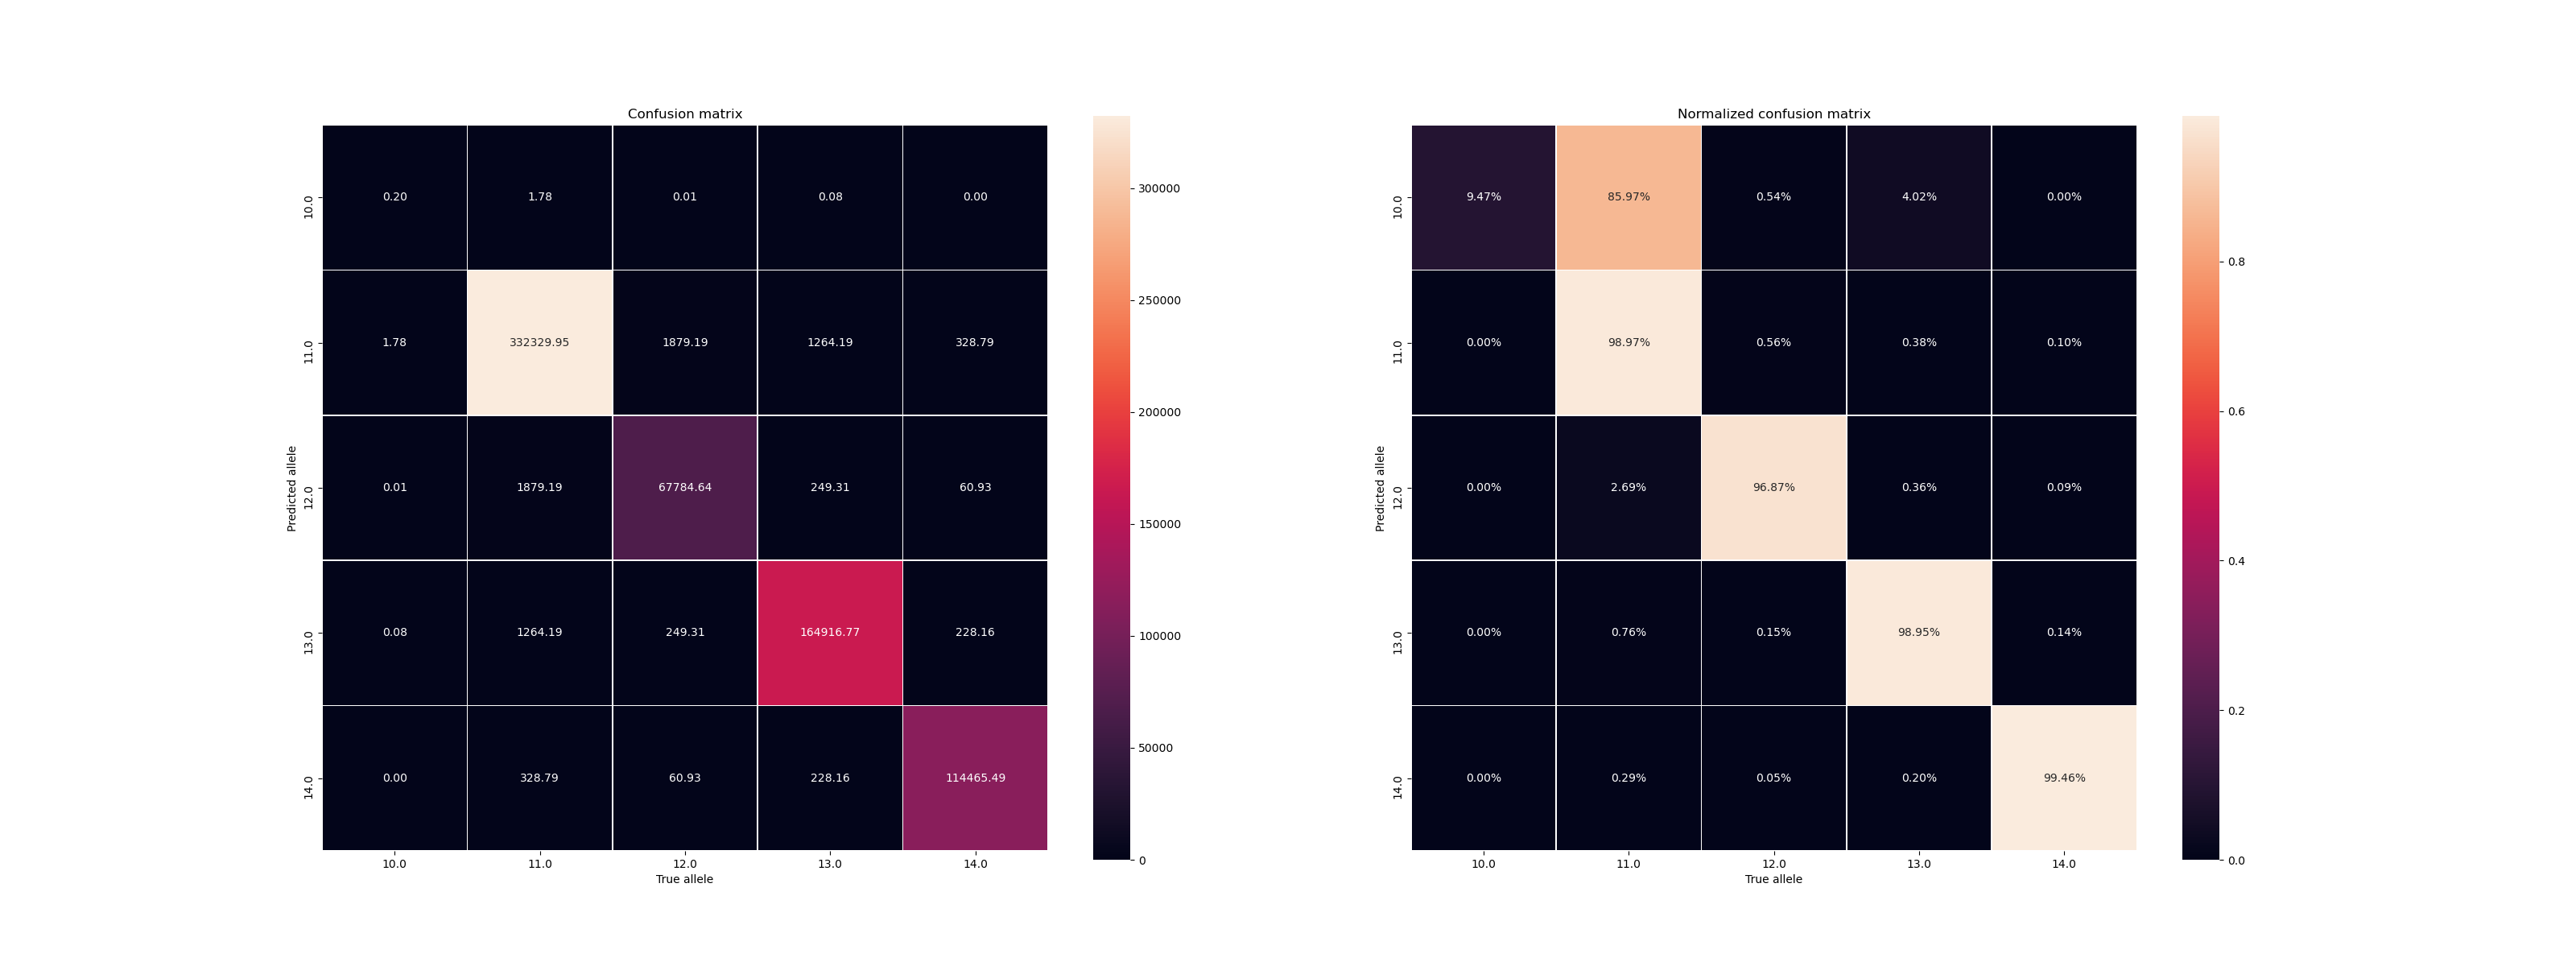 Confusion matrix
10.0 0.20 1.78 0.01 0.08 0.00
11.0 1.78 332329.95 1879.19 1264.19 328.79
12.0 0.01 1879.19 67784.64 249.31 60.93
13.0 0.08 1264.19 249.31 164916.77 228.16
14.0 0.00 328.79 60.93 228.16 114465.49
10.0 11.0 12.0 13.0 14.0
Predicted allele
True allele
300000
250000
200000
150000
100000
50000
0
Normalized confusion matrix
10.0 9.47% 85.97% 0.54% 4.02% 0.00%
11.0 0.00% 98.97% 0.56% 0.38% 0.10%
12.0 0.00% 2.69% 96.87% 0.36% 0.09%
13.0 0.00% 0.76% 0.15% 98.95% 0.14%
14.0 0.00% 0.29% 0.05% 0.20% 99.46%
10.0 11.0 12.0 13.0 14.0
Predicted allele
True allele
0.8
0.6
0.4
0.2
0.0